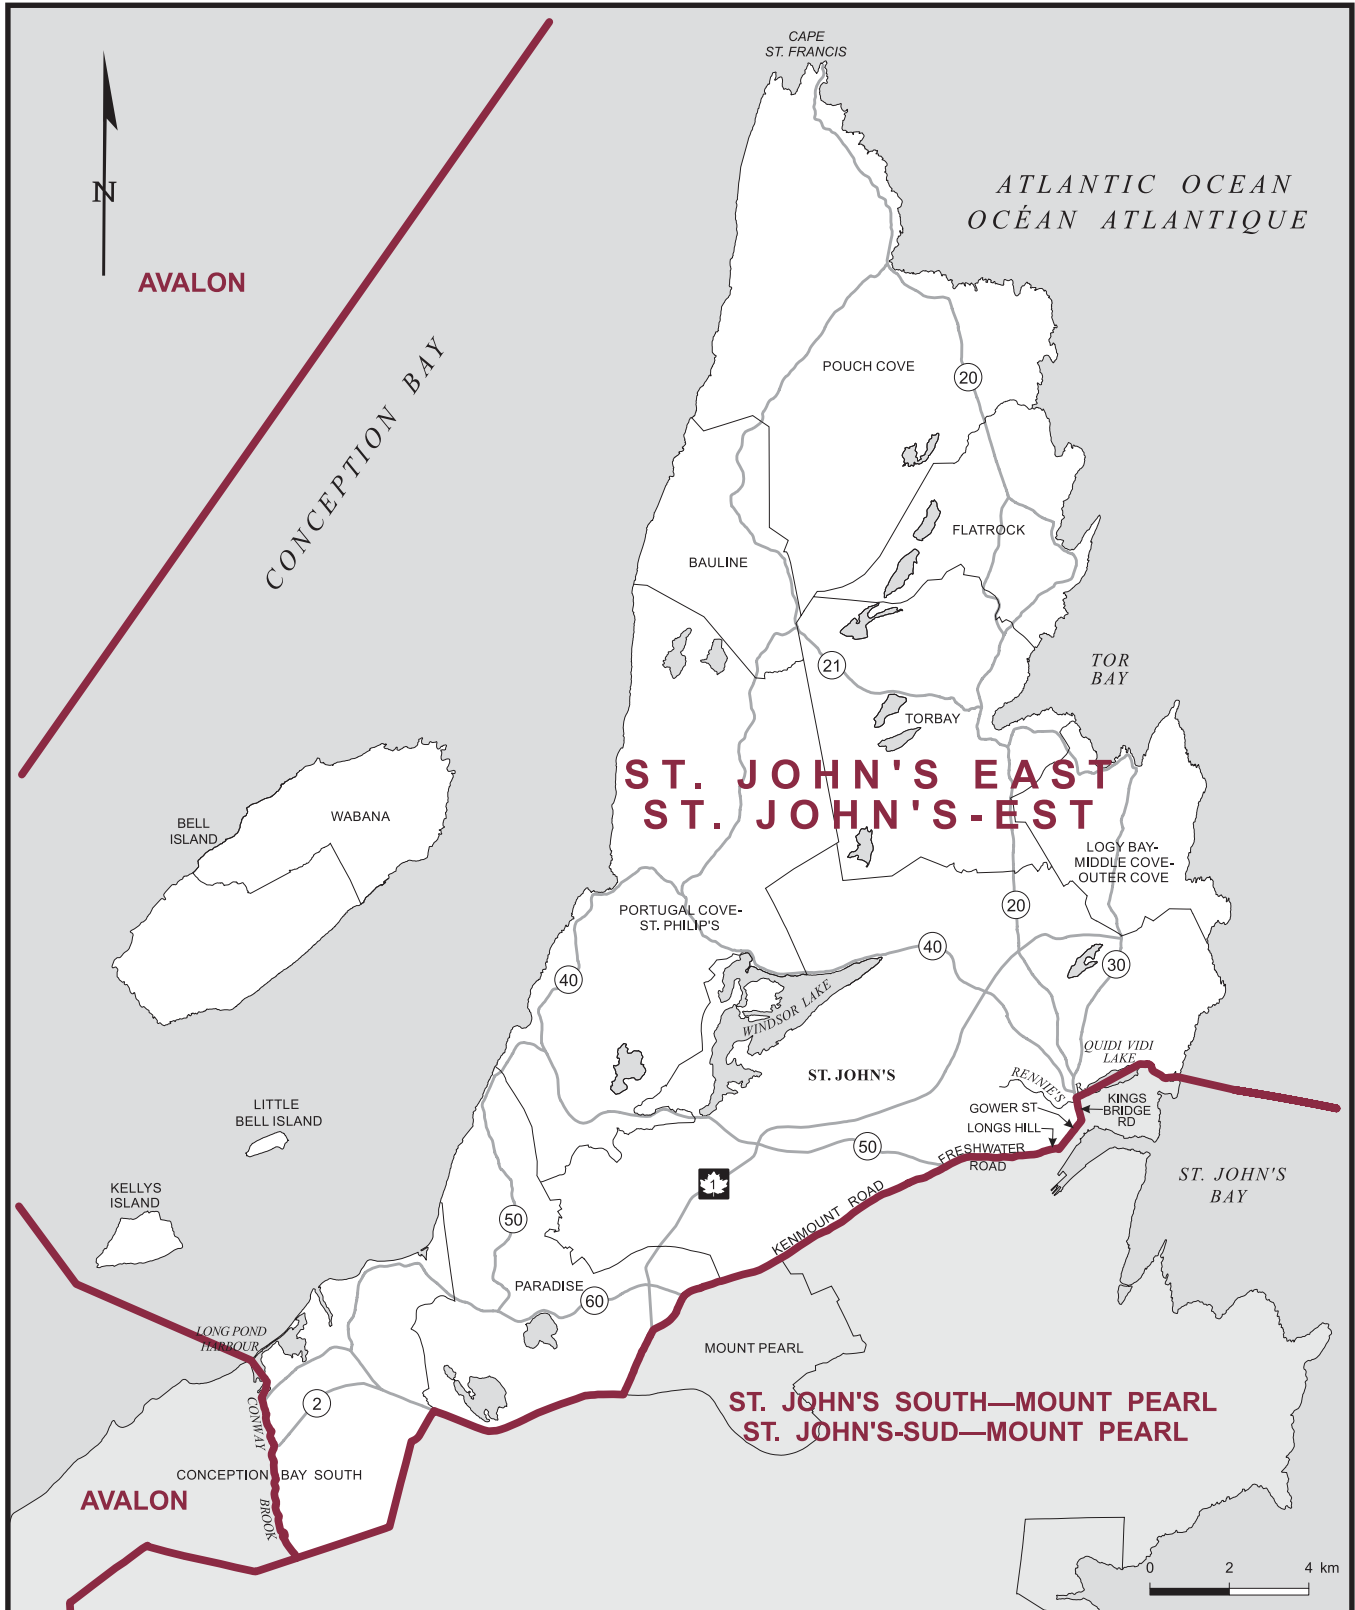 CAPE
ST. FRANCIS
ATLANTIC OCEAN
OCÉAN ATLANTIQUE
N
AVALON
CONCEPTION BAY
POUCH COVE
20
FLATROCK
BAULINE
TOR
BAY
21
TORBAY
ST. JOHN'S EAST
ST. JOHN'S-EST
BELL
ISLAND
WABANA
LOGY BAY-
MIDDLE COVE-
OUTER COVE
PORTUGAL COVE-
ST. PHILIP'S
20
40
40
30
WINDSOR LAKE
QUIDI VIDI
LAKE
ST. JOHN'S
RENNIE'S
R.
KINGS
BRIDGE
RD
GOWER ST
LONGS HILL
LITTLE
BELL ISLAND
FRESHWATER
ROAD
50
1
KENMOUNT ROAD
ST. JOHN'S
BAY
KELLYS
ISLAND
50
PARADISE
60
LONG POND
HARBOUR
MOUNT PEARL
2
CONWAY
BROOK
ST. JOHN'S SOUTH—MOUNT PEARL
ST. JOHN'S-SUD—MOUNT PEARL
CONCEPTION BAY SOUTH
AVALON
0 2 4 km